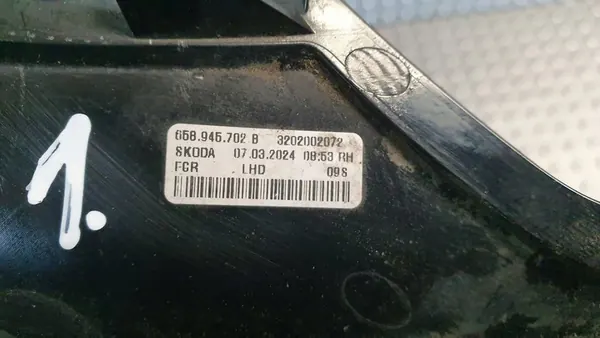 658.945.702 B 3202002072
SKODA 07.03.2024 08:53 RH
FCR LHD 09S
1.